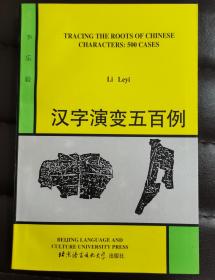 李乐毅
TRACING THE ROOTS OF CHINESE
CHARACTERS: 500 CASES
Li Leyi
汉字演变五百例
BEIJING LANGUAGE AND
CULTURE UNIVERSITY PRESS
北京语言文化大学出版社